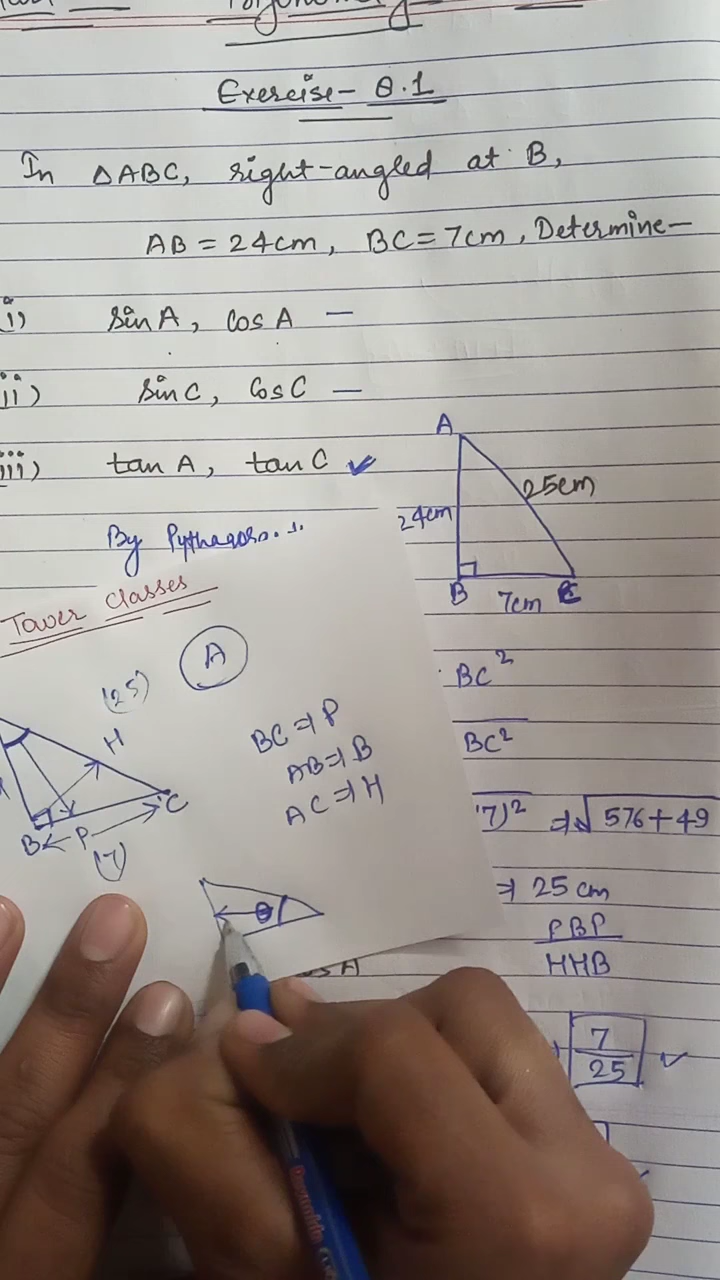 Exercise- 8.1
In ΔABC, right-angled at B,
AB = 24cm, BC = 7cm, Determine-
i) sin A, cos A —
ii) sin C, cos C —
iii) tan A, tan C ✓
A
25cm
24cm
B 7cm C
By
Tower Classes
A
(25)
H
B P C
(7)
BC ⇒ P
AB ⇒ B
AC ⇒ H
θ
BC²
BC²
7)² ⇒ √576+49
⇒ 25 cm
PBP
HHB
7
25 ✓